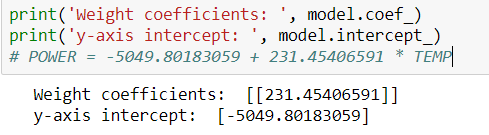 print('Weight coefficients: ', model.coef_)
print('y-axis intercept: ', model.intercept_)
# POWER = -5049.80183059 + 231.45406591 * TEMP
Weight coefficients:  [[231.45406591]]
y-axis intercept:  [-5049.80183059]